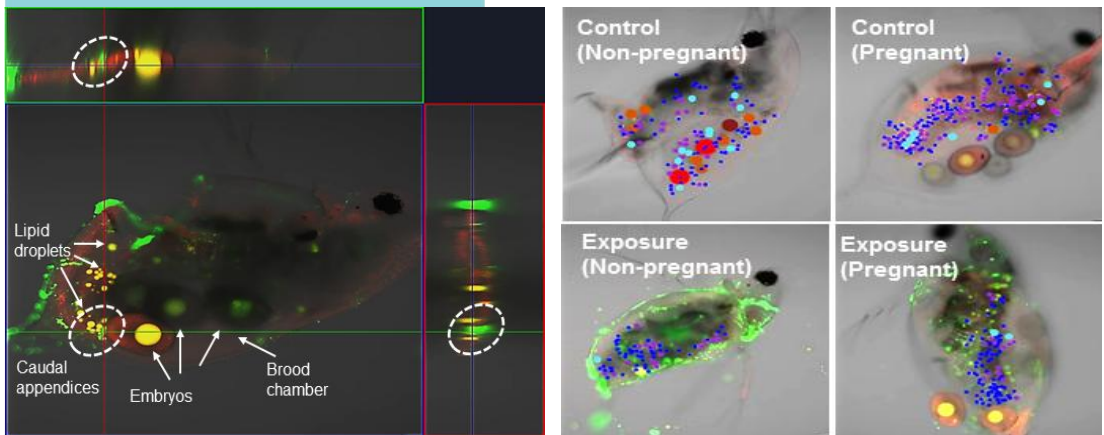 Lipid
droplets
Caudal
appendices
Embryos
Brood
chamber
Control
(Non-pregnant)
Control
(Pregnant)
Exposure
(Non-pregnant)
Exposure
(Pregnant)